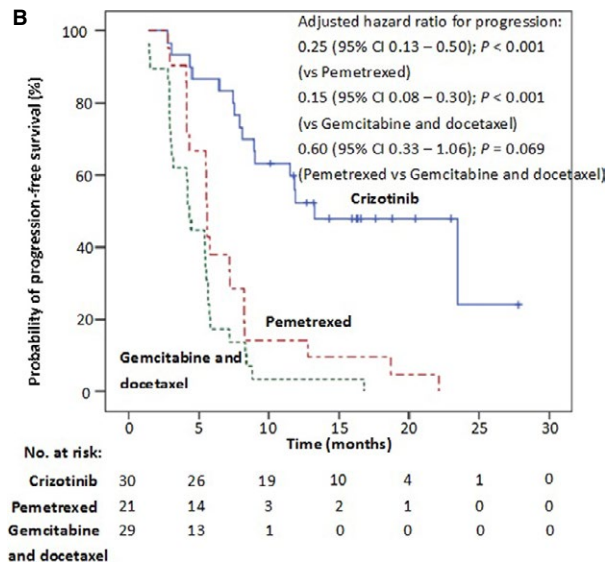 B
Adjusted hazard ratio for progression:
0.25 (95% CI 0.13 – 0.50); P < 0.001
(vs Pemetrexed)
0.15 (95% CI 0.08 – 0.30); P < 0.001
(vs Gemcitabine and docetaxel)
0.60 (95% CI 0.33 – 1.06); P = 0.069
(Pemetrexed vs Gemcitabine and docetaxel)
Crizotinib
Pemetrexed
Gemcitabine and
docetaxel
Probability of progression-free survival (%)
100
80
60
40
20
0
0 5 10 15 20 25 30
Time (months)
No. at risk:
Crizotinib 30 26 19 10 4 1 0
Pemetrexed 21 14 3 2 1 0 0
Gemcitabine 29 13 1 0 0 0 0
and docetaxel